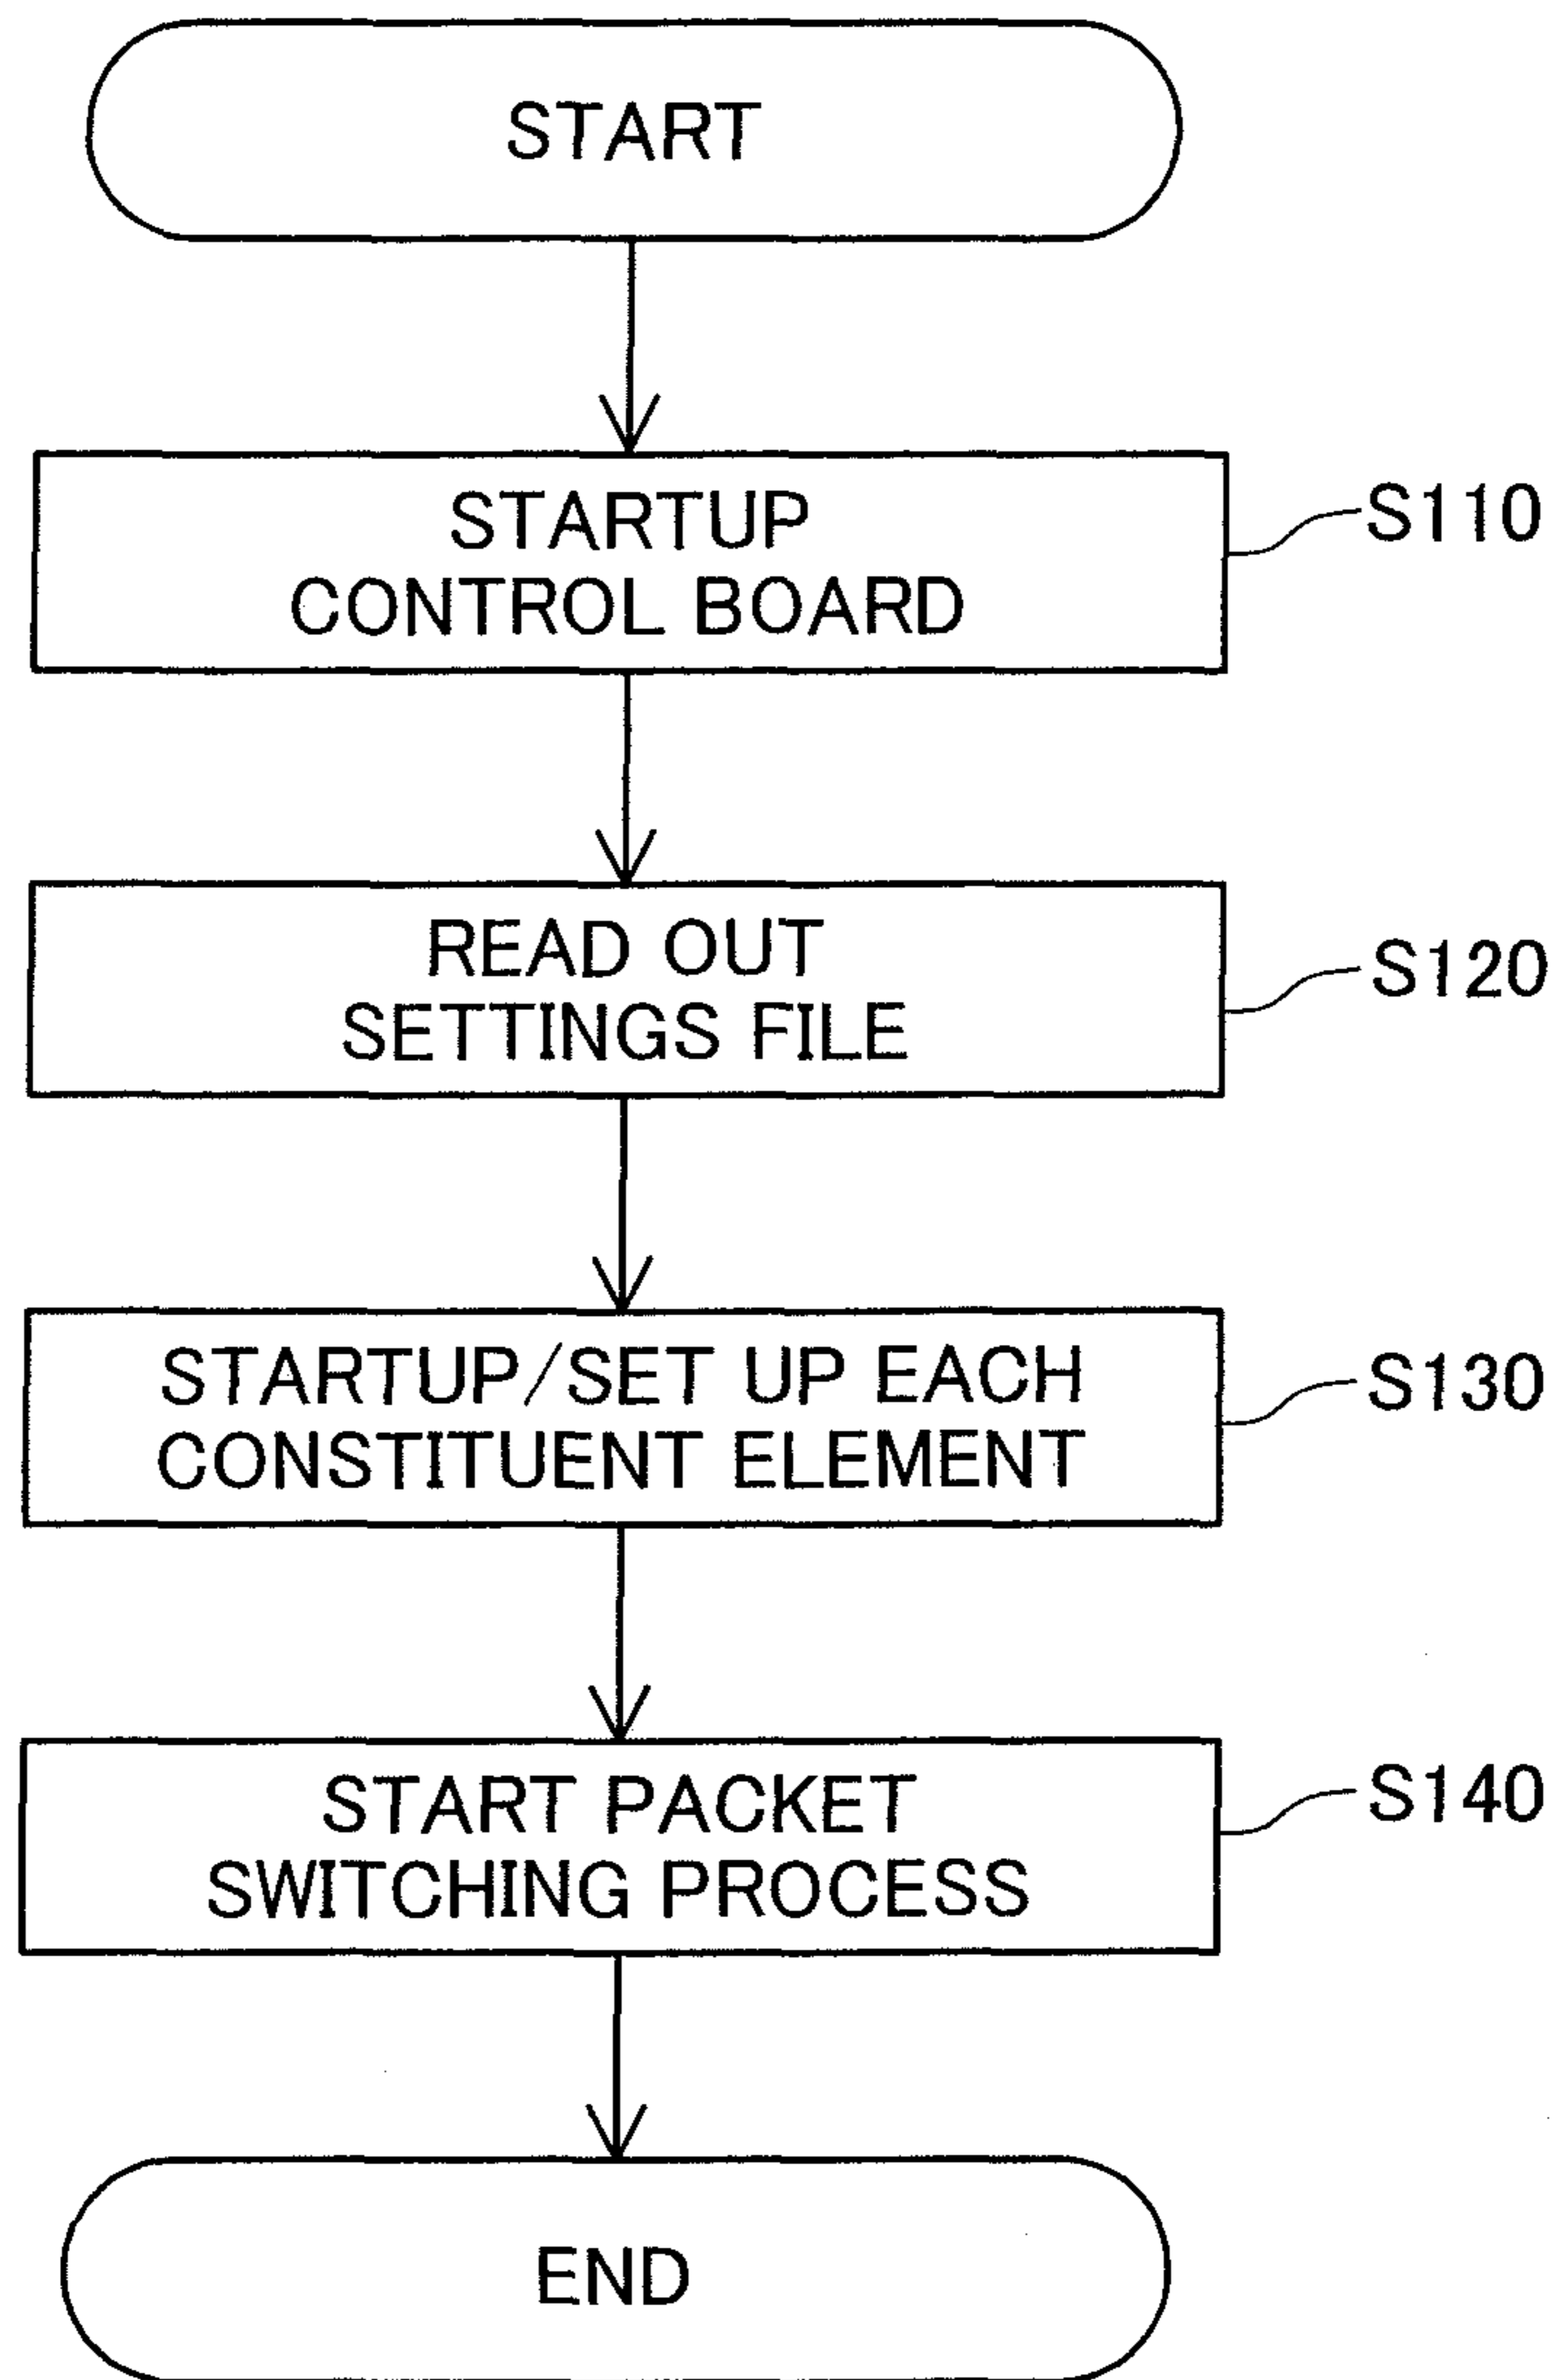 START
STARTUP
CONTROL BOARD
S110
READ OUT
SETTINGS FILE
S120
STARTUP/SET UP EACH
CONSTITUENT ELEMENT
S130
START PACKET
SWITCHING PROCESS
S140
END